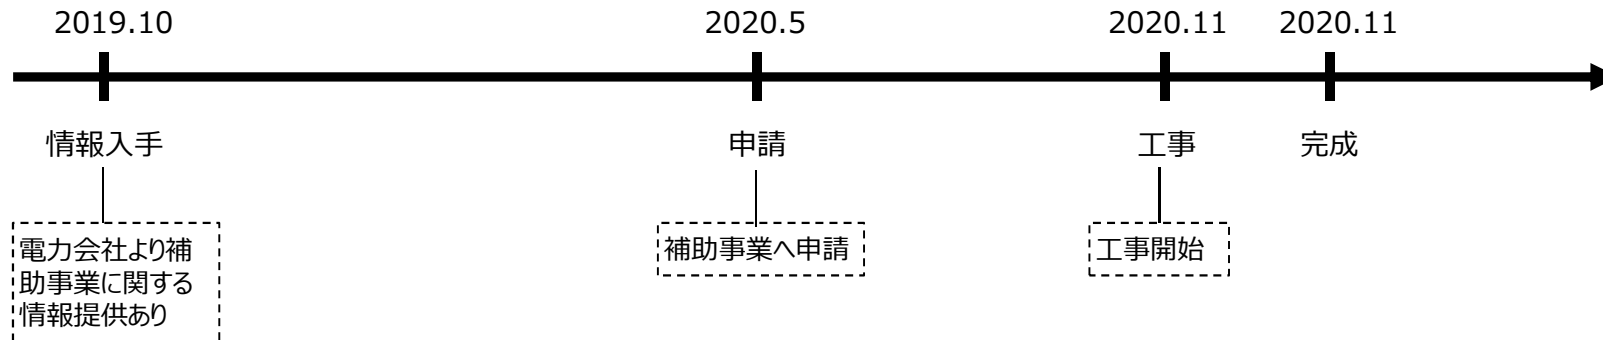 2019.10
2020.5
2020.11
2020.11
情報入手
申請
工事
完成
電力会社より補
助事業に関する
情報提供あり
補助事業へ申請
工事開始